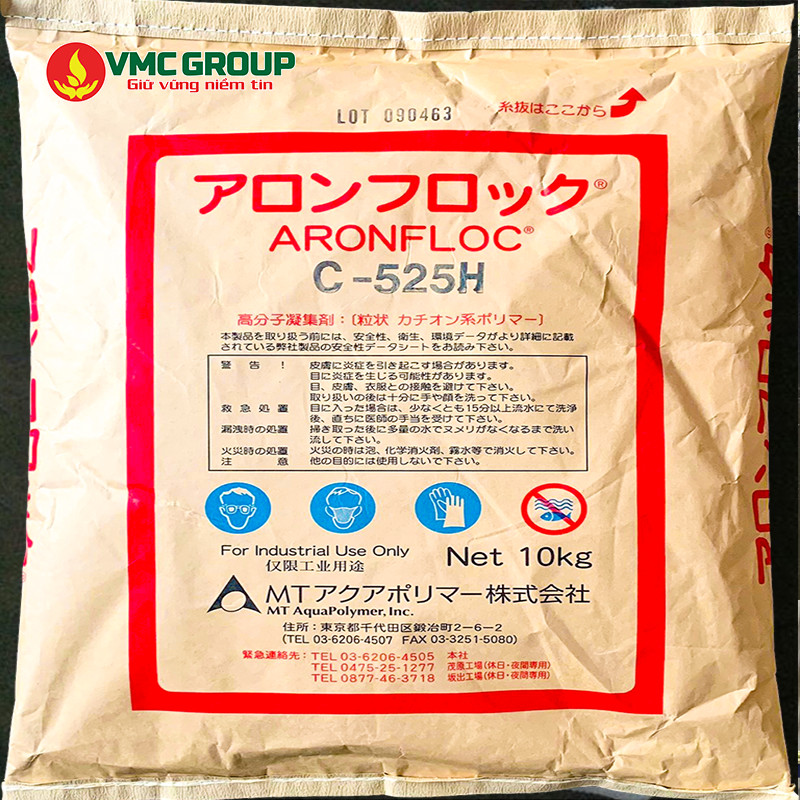 VMC GROUP
Giữ vững niềm tin
LOT 090463
糸抜はここから
アロンフロック®
ARONFLOC®
C-525H
高分子凝集剤：〔粒状 カチオン系ポリマー〕
本製品を取り扱う前には、安全性、衛生、環境データがより詳細に記載
されている弊社製品の安全性データシートをお読み下さい。
警告！ 皮膚に炎症を引き起こす場合があります。
目に炎症を生じる可能性があります。
目、皮膚、衣服との接触を避けて下さい。
取り扱いの後は十分に手や顔を洗って下さい。
救急処置 目に入った場合は、少なくとも15分以上流水にて洗浄
後、直ちに医師の手当を受けて下さい。
漏洩時の処置 掃き取った後に多量の水でヌメリがなくなるまで洗い
流して下さい。
火災時の処置 火災の時は泡、化学消火剤、霧水等で消火して下さい。
注意 他の目的には使用しないで下さい。
For Industrial Use Only
仅限工业用途
Net 10kg
MTアクアポリマー株式会社
MT AquaPolymer, Inc.
住所：東京都千代田区鍛冶町2－6－2
(TEL 03-6206-4507 FAX 03-3251-5080)
緊急連絡先：TEL 03-6206-4505 本社
TEL 0475-25-1277 茂原工場（休日・夜間専用）
TEL 0877-46-3718 坂出工場（休日・夜間専用）